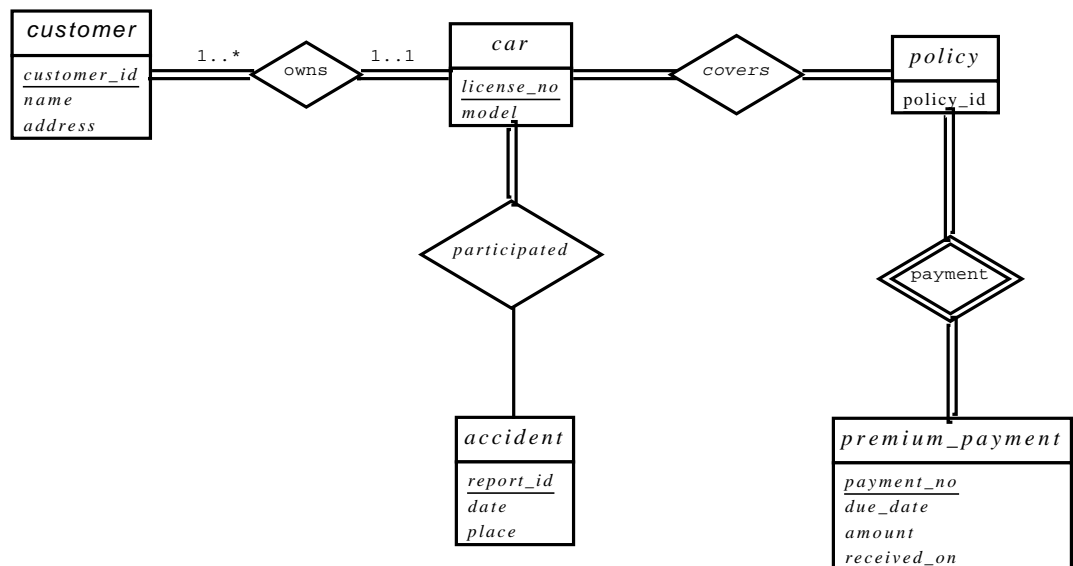 customer
customer_id
name
address
1..*
owns
1..1
car
license_no
model
covers
policy
policy_id
participated
payment
accident
report_id
date
place
premium_payment
payment_no
due_date
amount
received_on